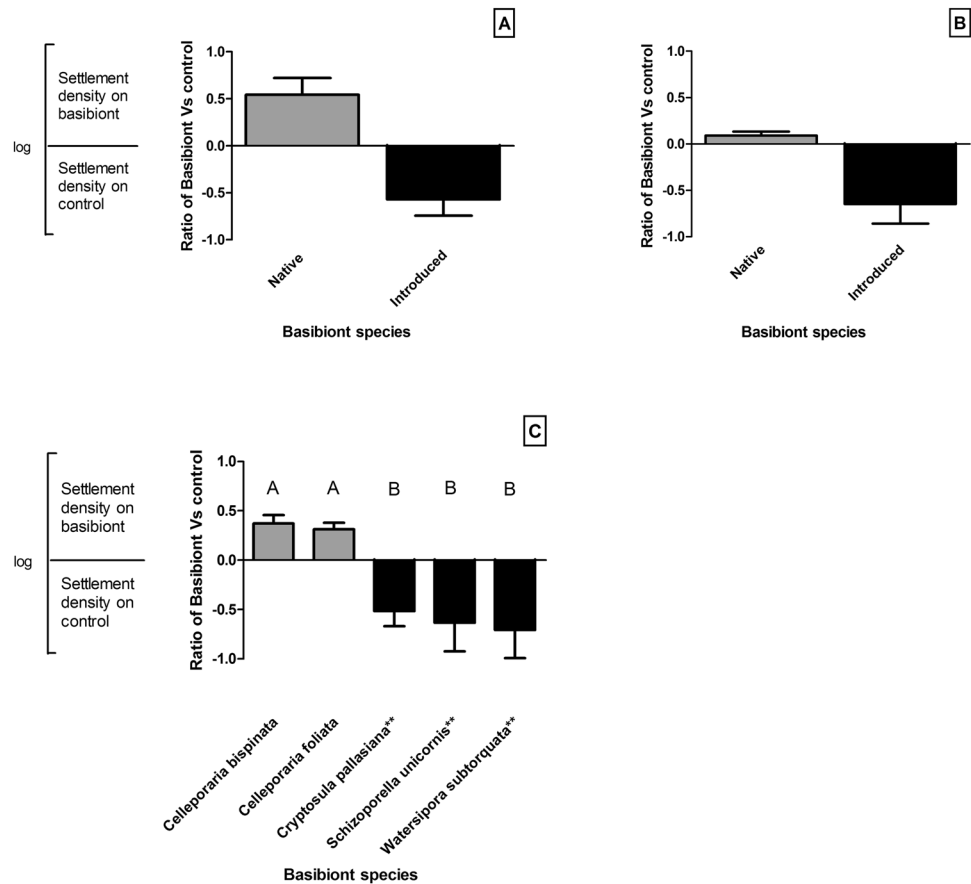 A
log
Settlement
density on
basibiont
Settlement
density on
control
Ratio of Basibiont Vs control
1.0
0.5
0.0
-0.5
-1.0
Native
Introduced
Basibiont species
B
Ratio of Basibiont Vs control
1.0
0.5
0.0
-0.5
-1.0
Native
Introduced
Basibiont species
C
log
Settlement
density on
basibiont
Settlement
density on
control
Ratio of Basibiont Vs control
1.0
0.5
0.0
-0.5
-1.0
A A B B B
Celleporaria bispinata
Celleporaria foliata
Cryptosula pallasiana**
Schizoporella unicornis**
Watersipora subtorquata**
Basibiont species